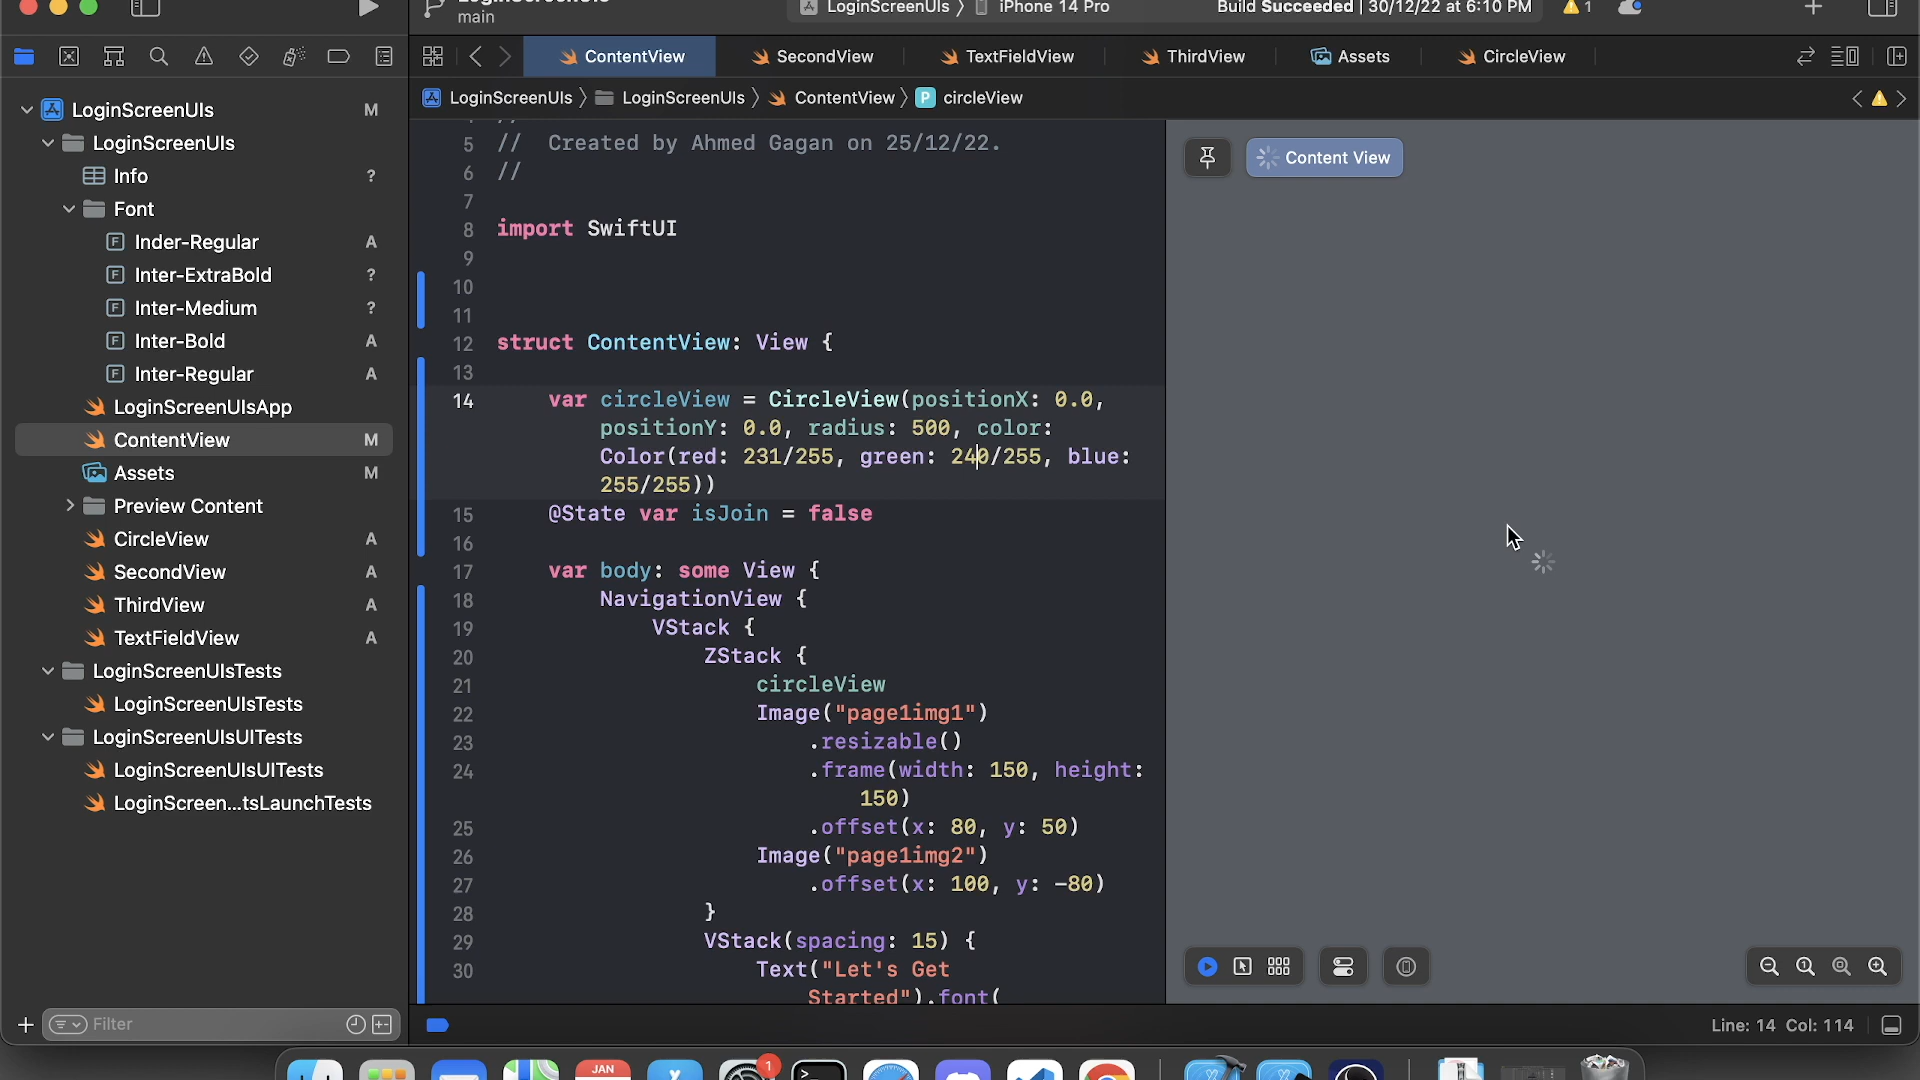 main
LoginScreenUIs 〉 iPhone 14 Pro
Build Succeeded | 30/12/22 at 6:10 PM
1
ContentView
SecondView
TextFieldView
ThirdView
Assets
CircleView
LoginScreenUIs 〉 LoginScreenUIs 〉 ContentView 〉 P circleView
LoginScreenUIs M
LoginScreenUIs
Info ?
Font
Inder-Regular A
Inter-ExtraBold ?
Inter-Medium ?
Inter-Bold A
Inter-Regular A
LoginScreenUIsApp
ContentView M
Assets M
Preview Content
CircleView A
SecondView A
ThirdView A
TextFieldView A
LoginScreenUIsTests
LoginScreenUIsTests
LoginScreenUIsUITests
LoginScreenUIsUITests
LoginScreen...tsLaunchTests
Filter
5 //  Created by Ahmed Gagan on 25/12/22.
6 //
7
8 import SwiftUI
9
10
11
12 struct ContentView: View {
13
14 var circleView = CircleView(positionX: 0.0,
positionY: 0.0, radius: 500, color:
Color(red: 231/255, green: 240/255, blue:
255/255))
15 @State var isJoin = false
16
17 var body: some View {
18 NavigationView {
19 VStack {
20 ZStack {
21 circleView
22 Image("page1img1")
23 .resizable()
24 .frame(width: 150, height:
150)
25 .offset(x: 80, y: 50)
26 Image("page1img2")
27 .offset(x: 100, y: -80)
28 }
29 VStack(spacing: 15) {
30 Text("Let's Get
Started").font(
Content View
Line: 14 Col: 114
JAN
1